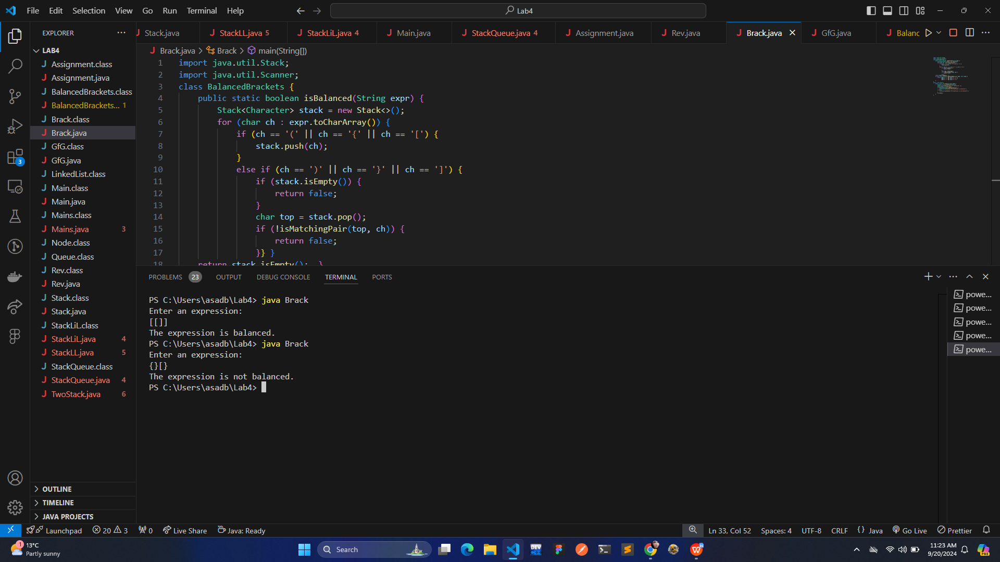 File Edit Selection View Go Run Terminal Help
Lab4
EXPLORER
Stack.java
StackLL.java 5
StackLiL.java 4
Main.java
StackQueue.java 4
Assignment.java
Rev.java
Brack.java
GfG.java
Balanc
LAB4
Assignment.class
Assignment.java
BalancedBrackets.class
BalancedBrackets... 1
Brack.class
Brack.java
GfG.class
GfG.java
LinkedList.class
Main.class
Main.java
Mains.class
Mains.java 3
Node.class
Queue.class
Rev.class
Rev.java
Stack.class
Stack.java
StackLiL.class
StackLiL.java 4
StackLL.java 5
StackQueue.class
StackQueue.java 4
TwoStack.java 6
OUTLINE
TIMELINE
JAVA PROJECTS
3
Brack.java > Brack > main(String[])
1 import java.util.Stack;
2 import java.util.Scanner;
3 class BalancedBrackets {
4 public static boolean isBalanced(String expr) {
5 Stack<Character> stack = new Stack<>();
6 for (char ch : expr.toCharArray()) {
7 if (ch == '(' || ch == '{' || ch == '[') {
8 stack.push(ch);
9 }
10 else if (ch == ')' || ch == '}' || ch == ']') {
11 if (stack.isEmpty()) {
12 return false;
13 }
14 char top = stack.pop();
15 if (!isMatchingPair(top, ch)) {
16 return false;
17 }} }
18 return stack.isEmpty(); }
PROBLEMS 23 OUTPUT DEBUG CONSOLE TERMINAL PORTS
PS C:\Users\asadb\Lab4> java Brack
Enter an expression:
[[]]
The expression is balanced.
PS C:\Users\asadb\Lab4> java Brack
Enter an expression:
{}[}
The expression is not balanced.
PS C:\Users\asadb\Lab4>
powe...
powe...
powe...
powe...
powe...
Launchpad 20 3 0 Live Share Java: Ready
Ln 33, Col 52 Spaces: 4 UTF-8 CRLF {} Java Go Live Prettier
1
13°C
Partly sunny
Search
DEV
11:23 AM
9/20/2024
PRE